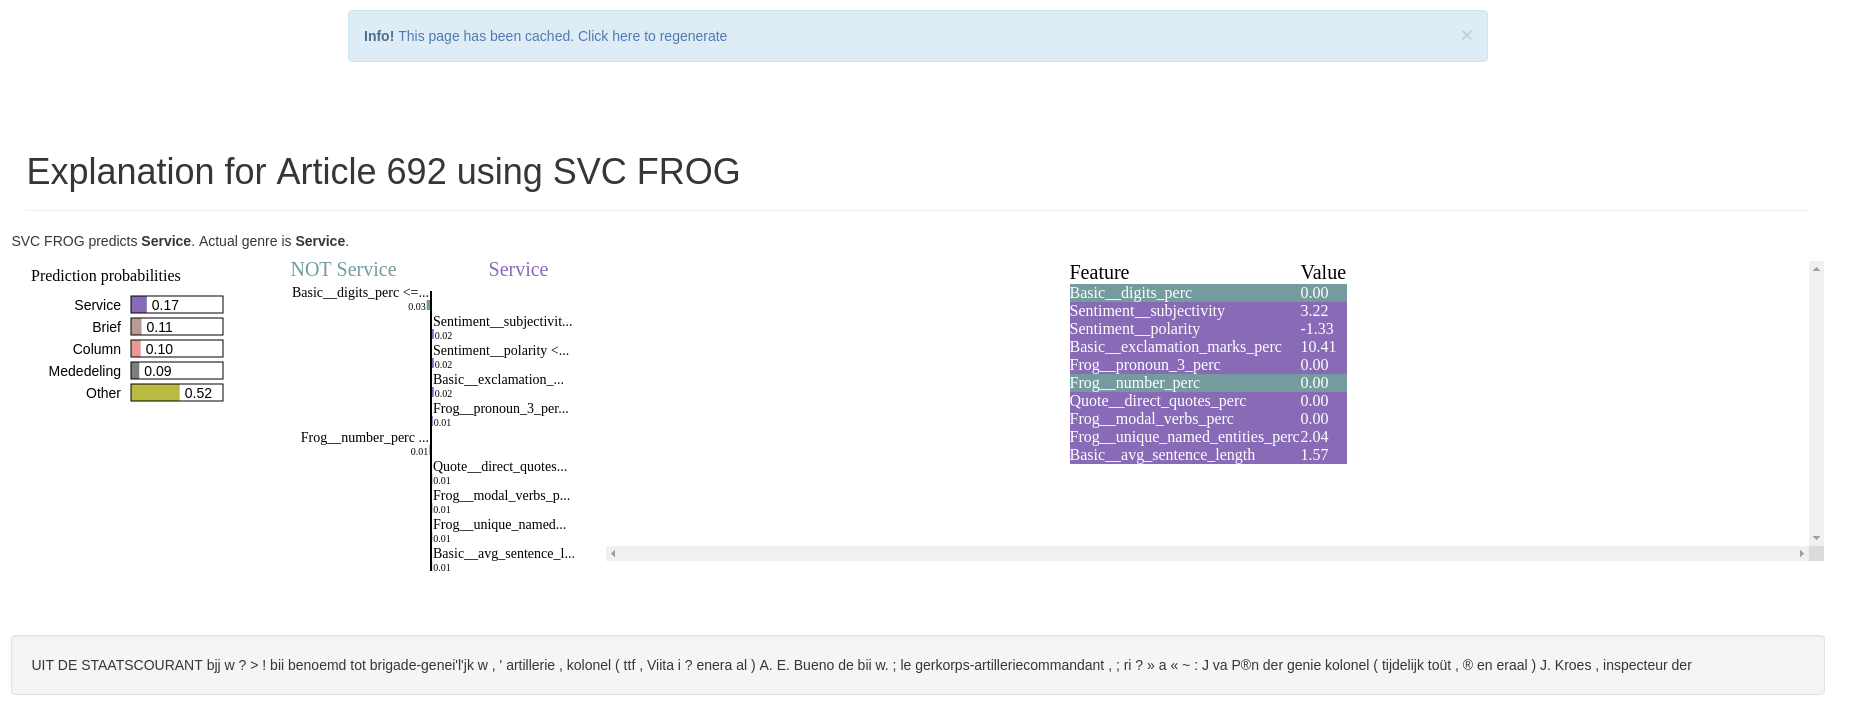 Info! This page has been cached. Click here to regenerate ×
Explanation for Article 692 using SVC FROG
SVC FROG predicts Service. Actual genre is Service.
Prediction probabilities
Service 0.17
Brief 0.11
Column 0.10
Mededeling 0.09
Other 0.52
NOT Service Service
Basic__digits_perc <=...
0.03
Sentiment__subjectivit...
0.02
Sentiment__polarity <...
0.02
Basic__exclamation_...
0.02
Frog__pronoun_3_per...
0.01
Frog__number_perc ...
0.01
Quote__direct_quotes...
0.01
Frog__modal_verbs_p...
0.01
Frog__unique_named...
0.01
Basic__avg_sentence_l...
0.01
Feature Value
Basic__digits_perc 0.00
Sentiment__subjectivity 3.22
Sentiment__polarity -1.33
Basic__exclamation_marks_perc 10.41
Frog__pronoun_3_perc 0.00
Frog__number_perc 0.00
Quote__direct_quotes_perc 0.00
Frog__modal_verbs_perc 0.00
Frog__unique_named_entities_perc 2.04
Basic__avg_sentence_length 1.57
UIT DE STAATSCOURANT bjj w ? > ! bii benoemd tot brigade-genei'l'jk w , ' artillerie , kolonel ( ttf , Viita i ? enera al ) A. E. Bueno de bii w. ; le gerkorps-artilleriecommandant , ; ri ? » a « ~ : J va P®n der genie kolonel ( tijdelijk toüt , ® en eraal ) J. Kroes , inspecteur der